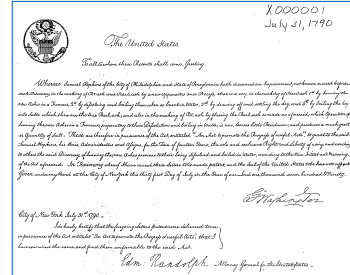 X000001
July 31, 1790
The United States
To all to whom these Presents shall come, Greeting.
Whereas Samuel Hopkins of the City of Philadelphia and State of Pensylvania hath discovered an Improvement, not known or used before such
Discovery, in the making of Pot ash and Pearl ash by a new Apparatus and Process; that is to say, in the making of Pearl ash 1st by burning the
raw Ashes in a Furnace, 2d by dissolving and boiling them when so burnt in Water, 3d by drawing off and settling the Ley, and 4th by boiling the Ley
into Salts which then are the true Pearl ash; and also in the making of Pot ash by fluxing the Pearl ash so made as aforesaid; which Operation of
burning the raw Ashes in a Furnace, preparatory to their Dissolution and boiling in Water, is new, leaves little Residuum; and produces a much greater
Quantity of Salt: These are therefore in pursuance of the Act, entitled "An Act to promote the Progress of useful Arts", to grant to the said
Samuel Hopkins, his Heirs, Administrators and Assigns, for the Term of fourteen Years, the sole and exclusive Right and Liberty of using and vending
to others the said Discovery of burning the raw Ashes previous to their being dissolved and boiled in Water, according to the true Intent and Meaning
of the Act aforesaid. In Testimony whereof I have caused these Letters to be made patent, and the Seal of the United States to be hereunto affixed
Given under my Hand at the City of New York this thirty first Day of July in the Year of our Lord one thousand seven hundred & Ninety.
G. Washington
City of New York July 31st 1790.
I do hereby Certify that the foregoing Letters patent were delivered to me
in pursuance of the Act, entitled "An Act to promote the Progress of useful Arts"; that I
have examined the same, and find them conformable to the said Act.
Edm. Randolph Attorney General for the United States.